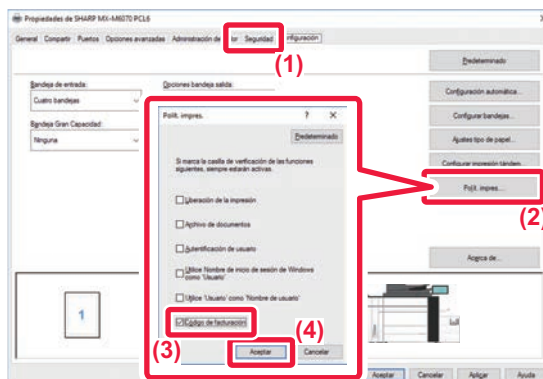 Propiedades de SHARP MX-M6070 PCL6
General Compartir Puertos Opciones avanzadas Administración de Seguridad nfiguración
(1)
Predeterminado
Bandeja de entrada:
Opciones bandeja salida:
Cuatro bandejas
Configuración automática...
Bandeja Gran Capacidad:
Configurar bandejas...
Ninguna
Ajustes tipo de papel...
Configurar impresión tándem...
Polít. impres....
(2)
Acerca de...
Polít. impres.
? ×
Predeterminado
Si marca la casilla de verificación de las funciones
siguientes, siempre estarán activas.
Liberación de la impresión
Archivo de documentos
Autentificación de usuario
Utilice Nombre de inicio de sesión de Windows
como 'Usuario'
Utilice 'Usuario' como 'Nombre de usuario'
Código de facturación
(3)
(4)
Aceptar Cancelar
1
Aceptar Cancelar Aplicar Ayuda